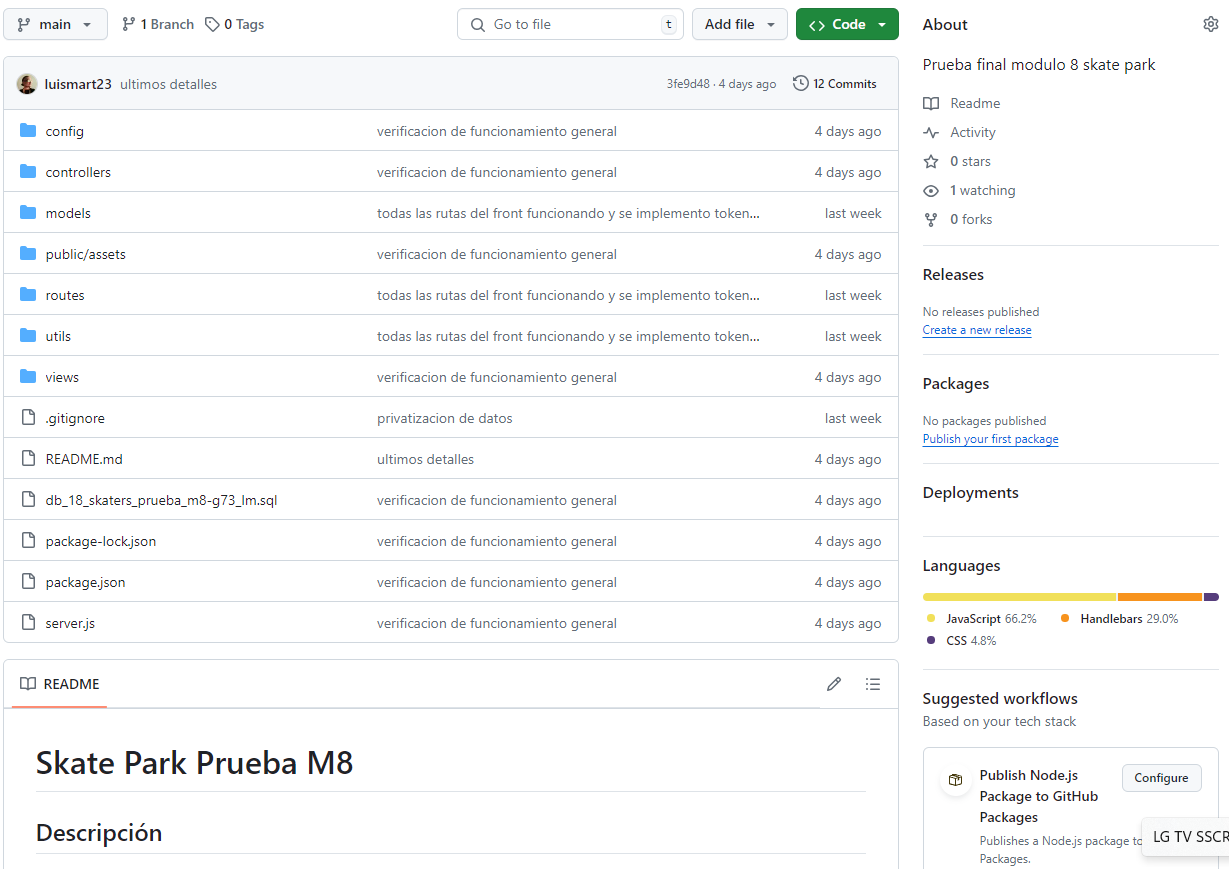 main 1 Branch 0 Tags Go to file t Add file Code
luismart23 ultimos detalles 3fe9d48 · 4 days ago 12 Commits
config verificacion de funcionamiento general 4 days ago
controllers verificacion de funcionamiento general 4 days ago
models todas las rutas del front funcionando y se implemento token... last week
public/assets verificacion de funcionamiento general 4 days ago
routes todas las rutas del front funcionando y se implemento token... last week
utils todas las rutas del front funcionando y se implemento token... last week
views verificacion de funcionamiento general 4 days ago
.gitignore privatizacion de datos last week
README.md ultimos detalles 4 days ago
db_18_skaters_prueba_m8-g73_lm.sql verificacion de funcionamiento general 4 days ago
package-lock.json verificacion de funcionamiento general 4 days ago
package.json verificacion de funcionamiento general 4 days ago
server.js verificacion de funcionamiento general 4 days ago
README
Skate Park Prueba M8
Descripción
About
Prueba final modulo 8 skate park
Readme
Activity
0 stars
1 watching
0 forks
Releases
No releases published
Create a new release
Packages
No packages published
Publish your first package
Deployments
Languages
JavaScript 66.2% Handlebars 29.0%
CSS 4.8%
Suggested workflows
Based on your tech stack
Publish Node.js Configure
Package to GitHub
Packages
Publishes a Node.js package to
Packages.
LG TV SSCR